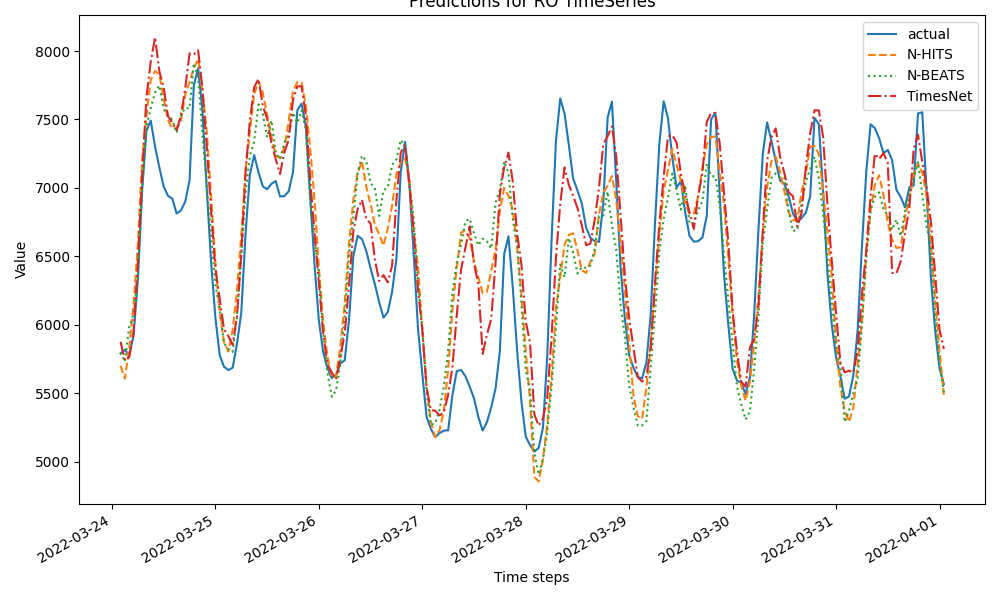 Predictions for RO TimeSeries
actual
N-HITS
N-BEATS
TimesNet
8000
7500
7000
6500
6000
5500
5000
Value
2022-03-24
2022-03-25
2022-03-26
2022-03-27
2022-03-28
2022-03-29
2022-03-30
2022-03-31
2022-04-01
Time steps